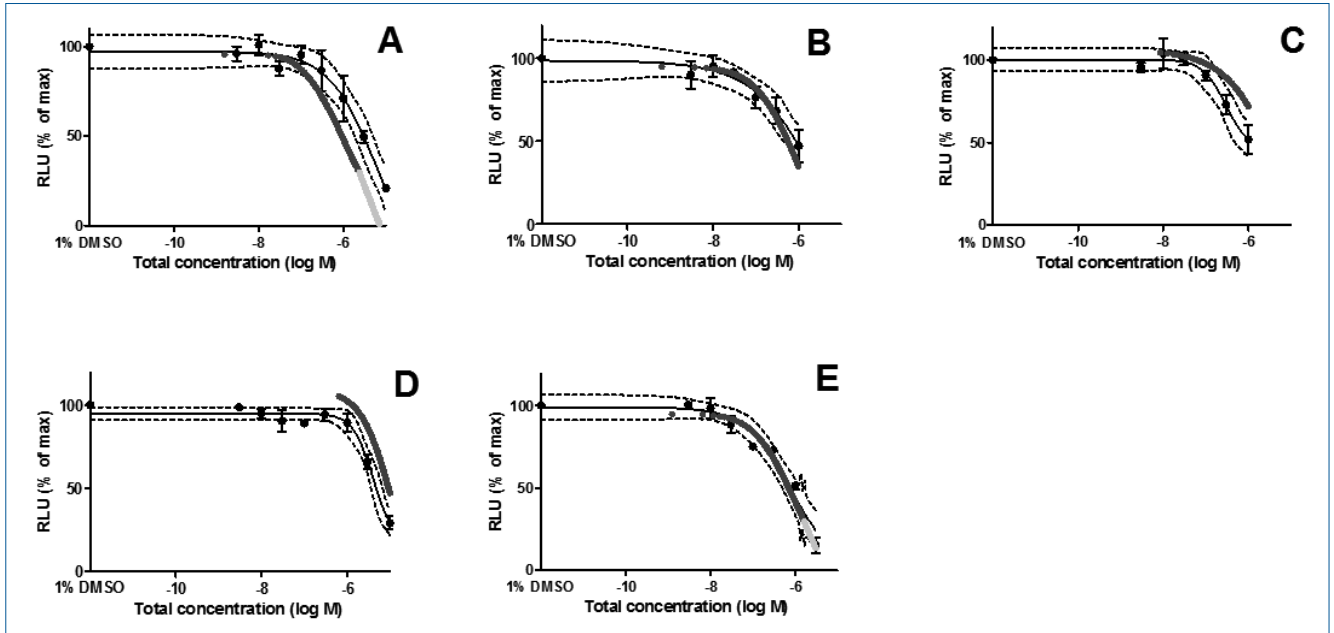 A
RLU (% of max)
100
50
0
1% DMSO -10 -8 -6
Total concentration (log M)
B
RLU (% of max)
100
50
0
1% DMSO -10 -8 -6
Total concentration (log M)
C
RLU (% of max)
100
50
0
1% DMSO -10 -8 -6
Total concentration (log M)
D
RLU (% of max)
100
50
0
1% DMSO -10 -8 -6
Total concentration (log M)
E
RLU (% of max)
100
50
0
1% DMSO -10 -8 -6
Total concentration (log M)